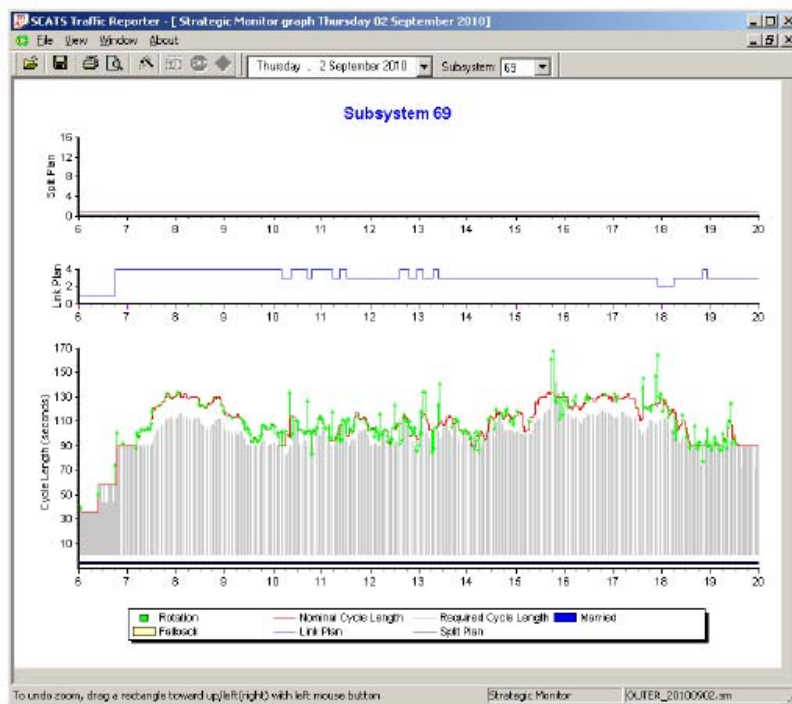 SCATS Traffic Reporter - [ Strategic Monitor graph Thursday 02 September 2010]
File View Window About
Thursday , 2 September 2010 Subsystem: 69
Subsystem 69
Split Plan
16
12
8
4
0
6 7 8 9 10 11 12 13 14 15 16 17 18 19 20
Link Plan
4
2
0
6 7 8 9 10 11 12 13 14 15 16 17 18 19 20
Cycle Length (seconds)
170
150
130
110
90
70
50
30
10
6 7 8 9 10 11 12 13 14 15 16 17 18 19 20
Rotation Nominal Cycle Length Required Cycle Length Married
Fallback Link Plan Split Plan
To undo zoom, drag a rectangle toward up/left(right) with left mouse button Strategic Monitor OUTER_20100902.sm